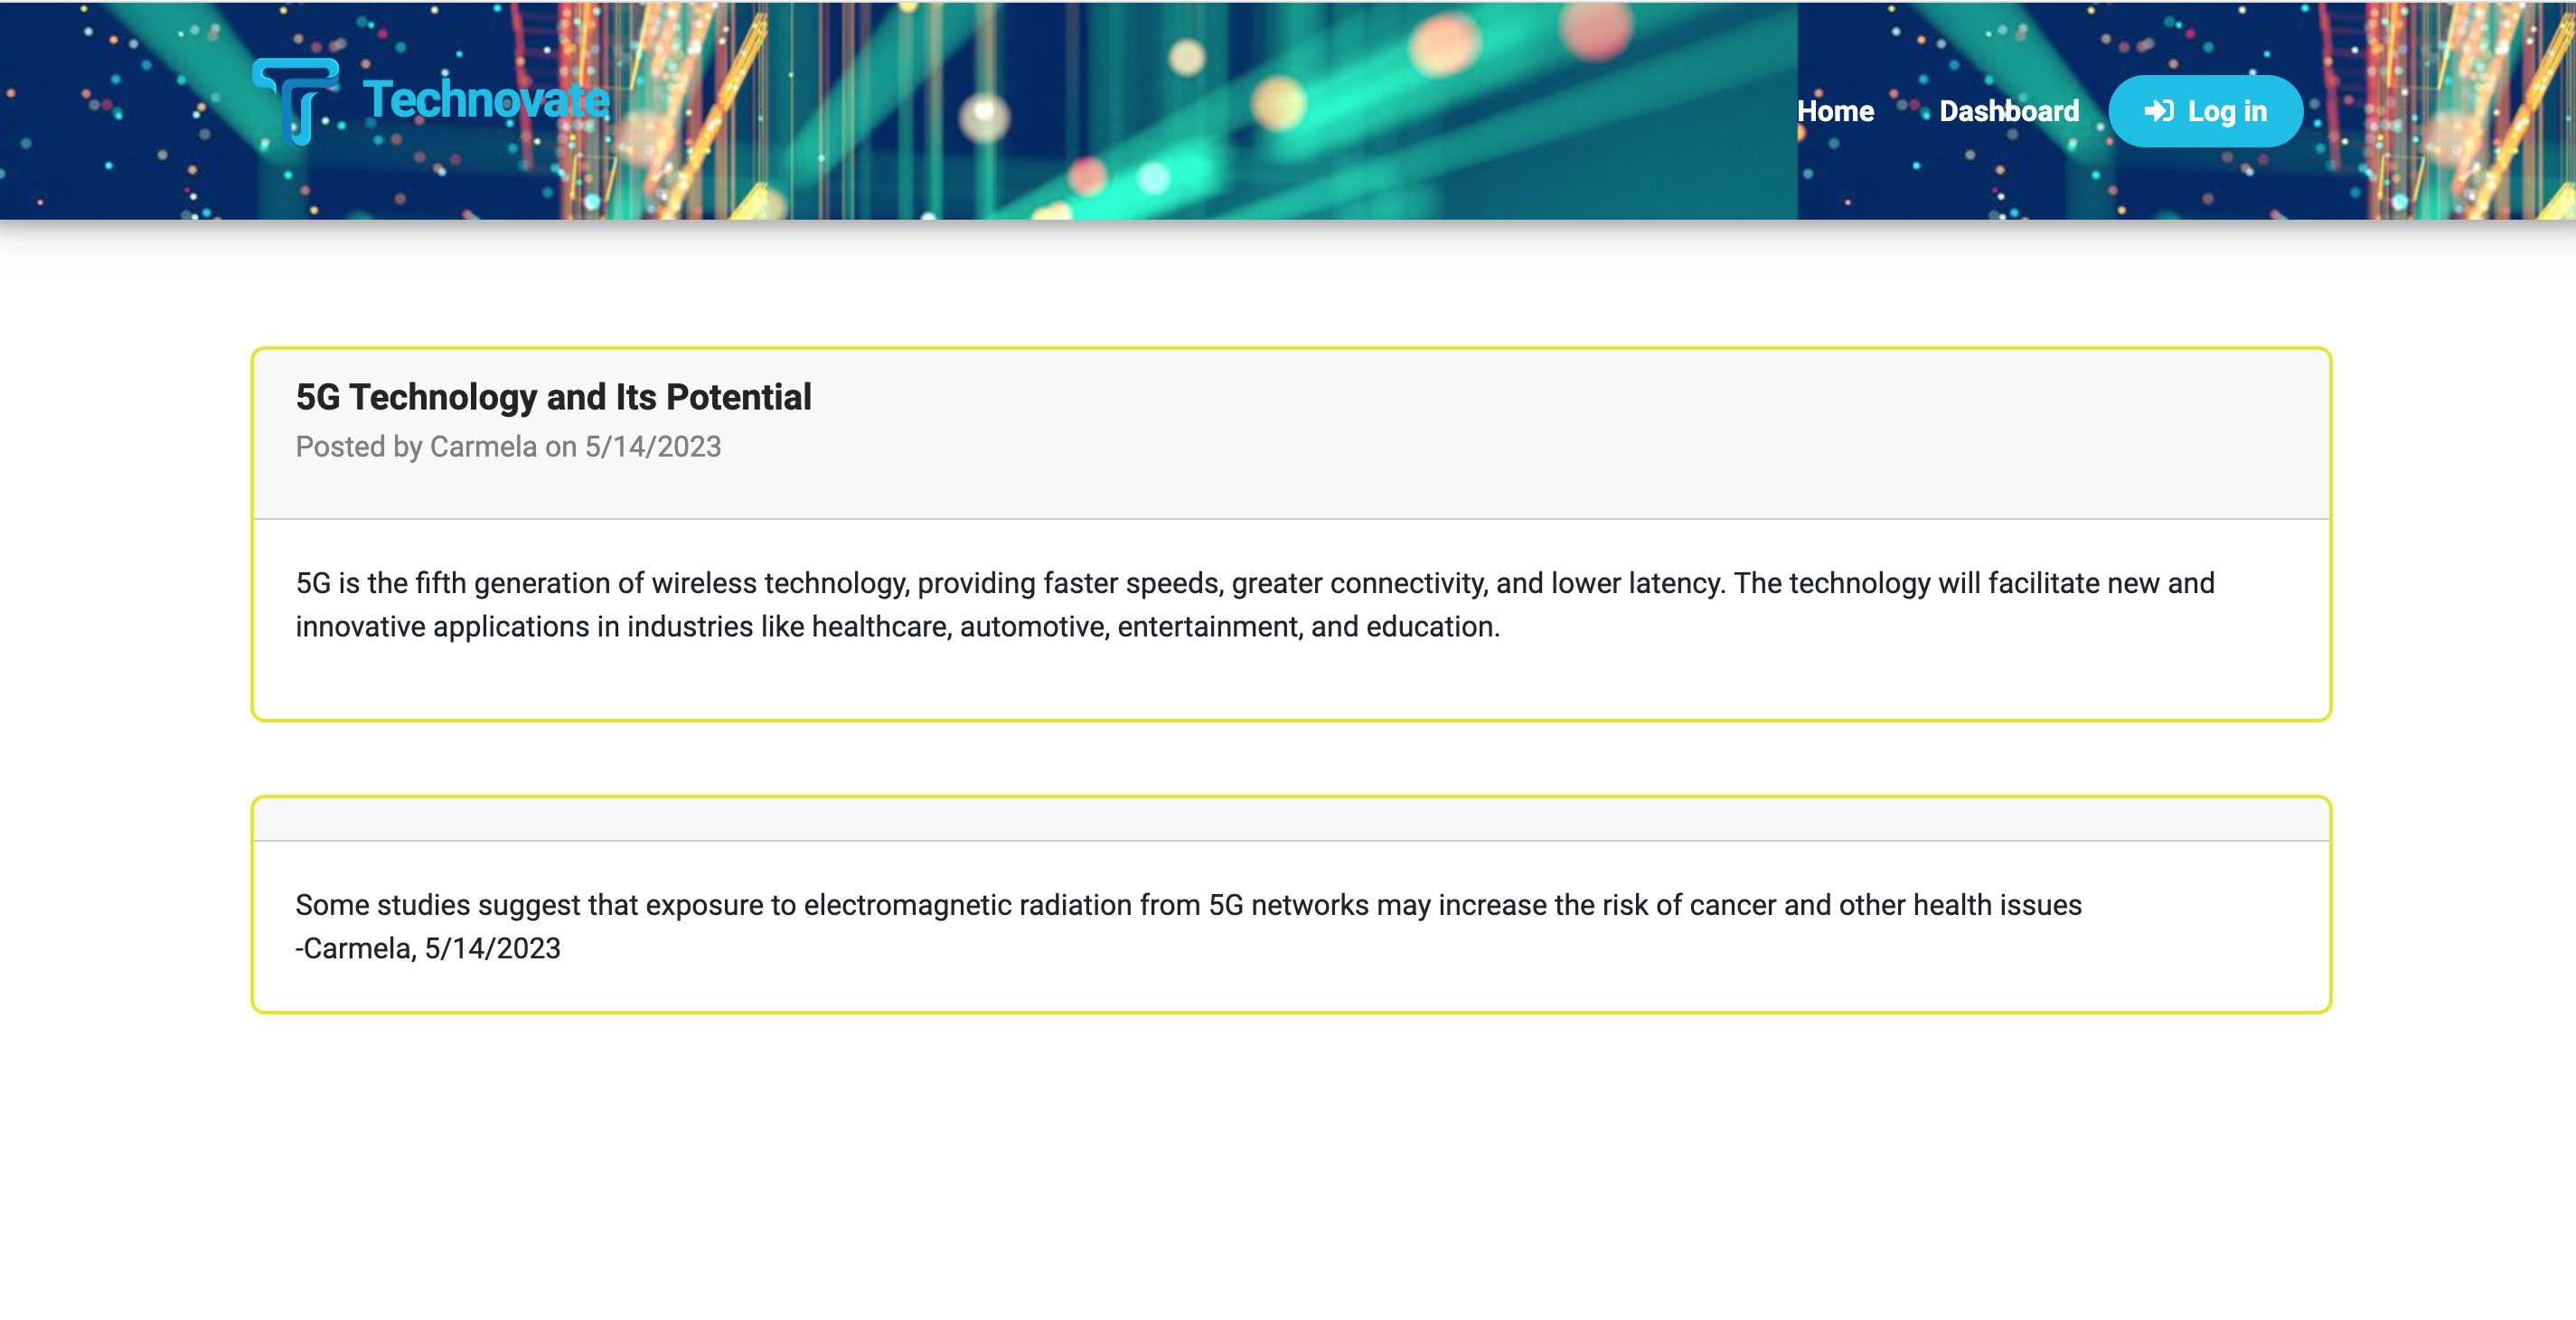 Technovate
Home Dashboard Log in
5G Technology and Its Potential
Posted by Carmela on 5/14/2023
5G is the fifth generation of wireless technology, providing faster speeds, greater connectivity, and lower latency. The technology will facilitate new and
innovative applications in industries like healthcare, automotive, entertainment, and education.
Some studies suggest that exposure to electromagnetic radiation from 5G networks may increase the risk of cancer and other health issues
-Carmela, 5/14/2023